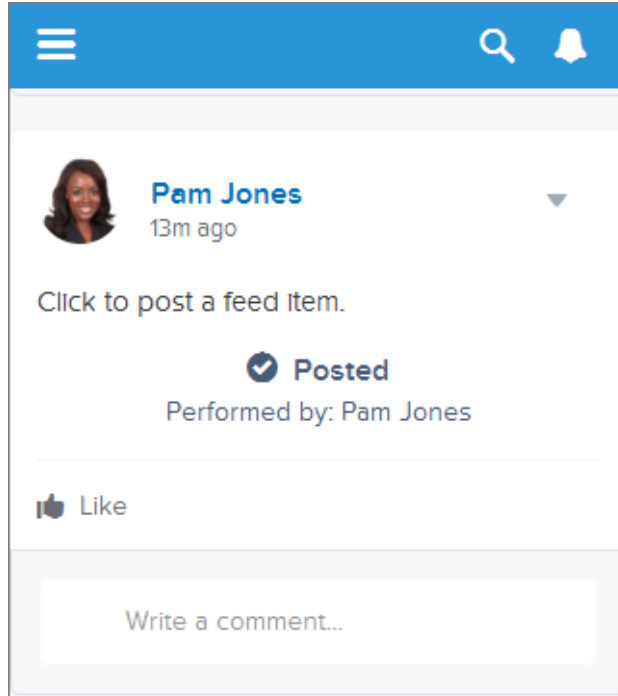 Pam Jones
13m ago
Click to post a feed item.
Posted
Performed by: Pam Jones
Like
Write a comment...